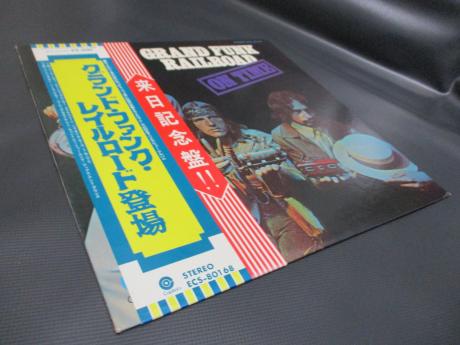 GRAND FUNK
RAILROAD
ON TIME
来日記念盤!!
グランド・ファンク・
レイルロード登場
Capitol
STEREO
ECS-80168